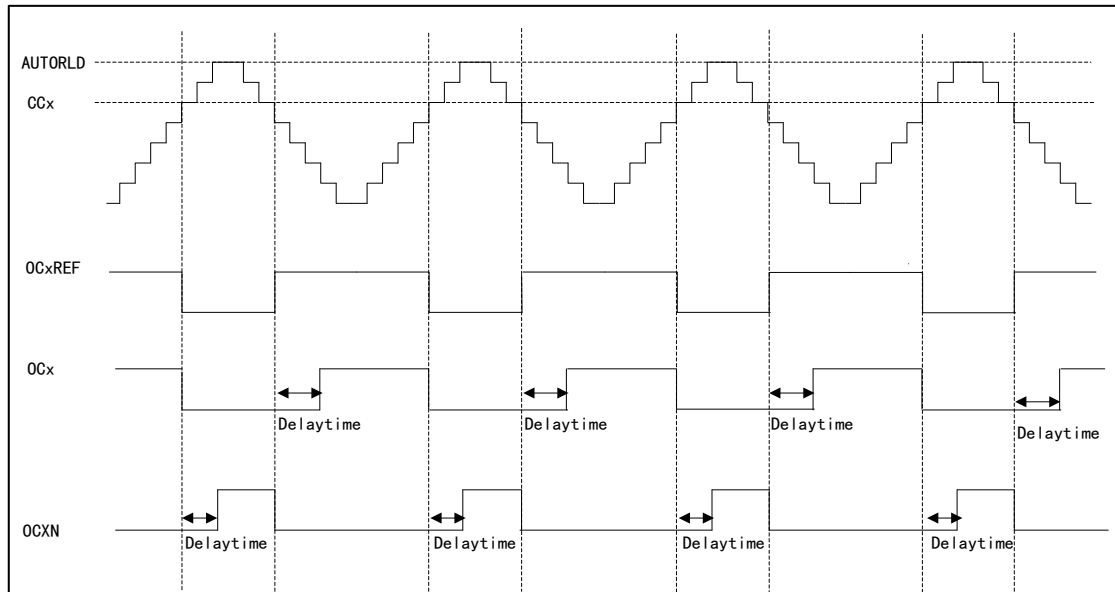 AUTORLD
CCx
OCxREF
OCx
Delaytime
Delaytime
Delaytime
Delaytime
OCXN
Delaytime
Delaytime
Delaytime
Delaytime